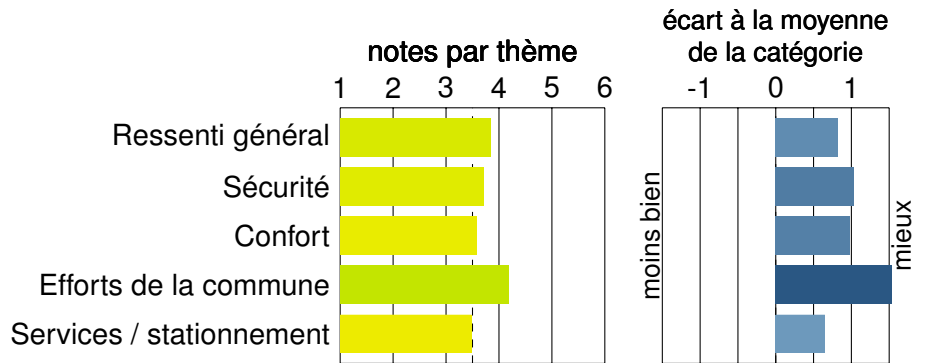 notes par thème
1 2 3 4 5 6
écart à la moyenne
de la catégorie
-1 0 1
Ressenti général
Sécurité
Confort
Efforts de la commune
Services / stationnement
moins bien
mieux